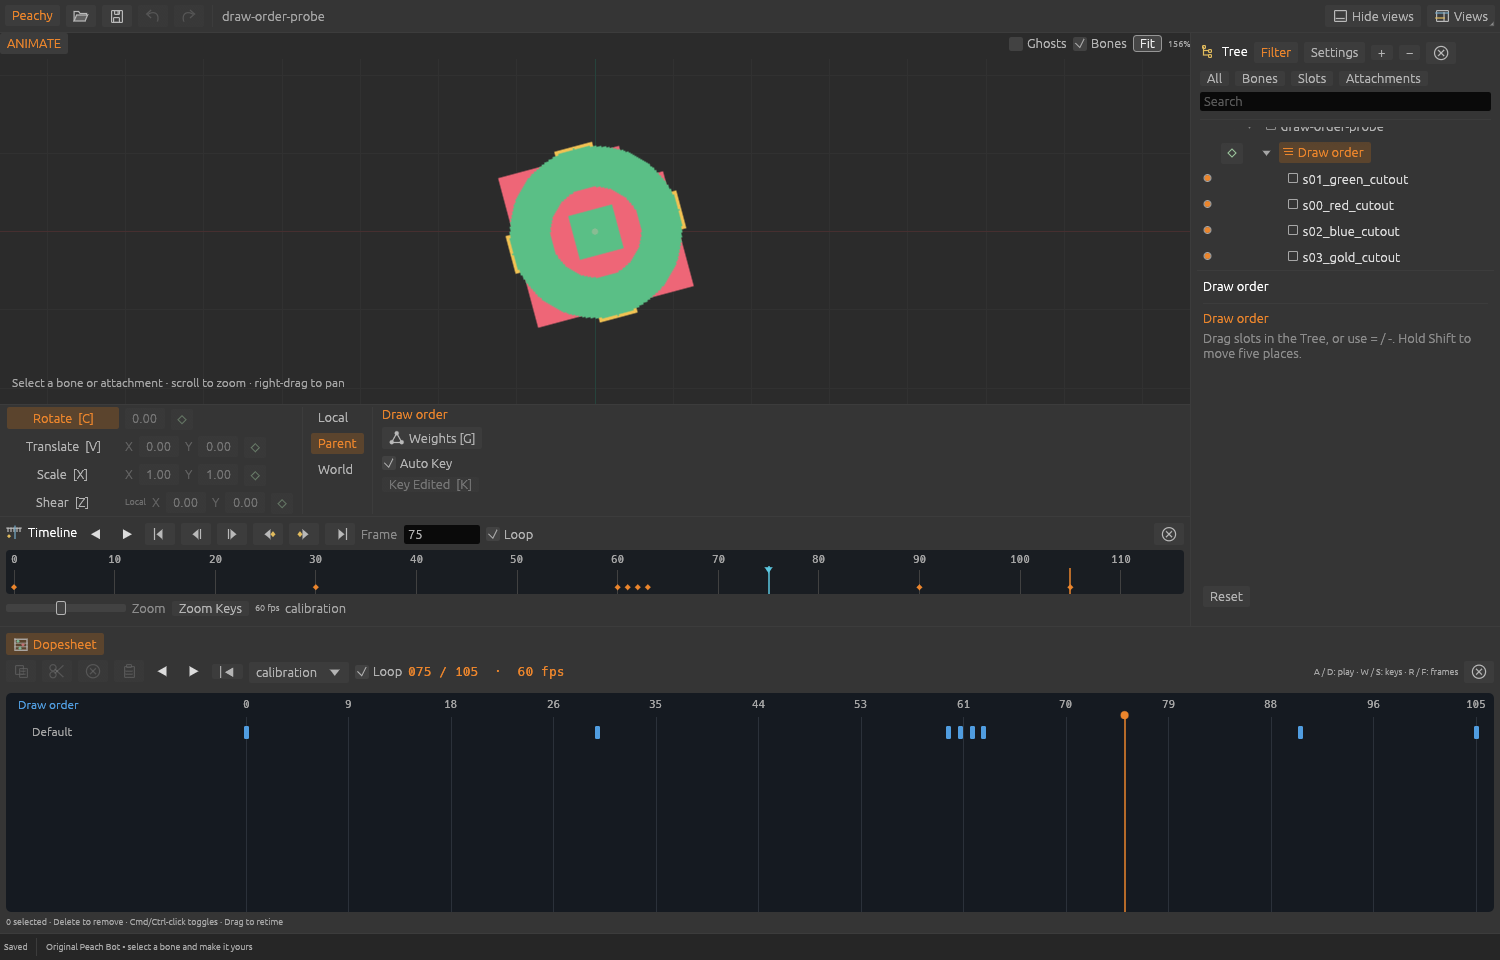 Peachy draw-order-probe Hide views Views
ANIMATE Ghosts Bones Fit 156%
Tree Filter Settings + −
All Bones Slots Attachments
Search
draw-order-probe
Draw order
s01_green_cutout
s00_red_cutout
s02_blue_cutout
s03_gold_cutout
Draw order
Draw order
Drag slots in the Tree, or use = / -. Hold Shift to
move five places.
Reset
Select a bone or attachment · scroll to zoom · right-drag to pan
Rotate [C] 0.00
Translate [V] X 0.00 Y 0.00
Scale [X] X 1.00 Y 1.00
Shear [Z] Local X 0.00 Y 0.00
Local
Parent
World
Draw order
Weights [G]
Auto Key
Key Edited [K]
Timeline Frame 75 Loop
0 10 20 30 40 50 60 70 80 90 100 110
Zoom Zoom Keys 60 fps calibration
Dopesheet
calibration Loop 075 / 105 · 60 fps A / D: play · W / S: keys · R / F: frames
Draw order 0 9 18 26 35 44 53 61 70 79 88 96 105
Default
0 selected · Delete to remove · Cmd/Ctrl-click toggles · Drag to retime
Saved Original Peach Bot • select a bone and make it yours